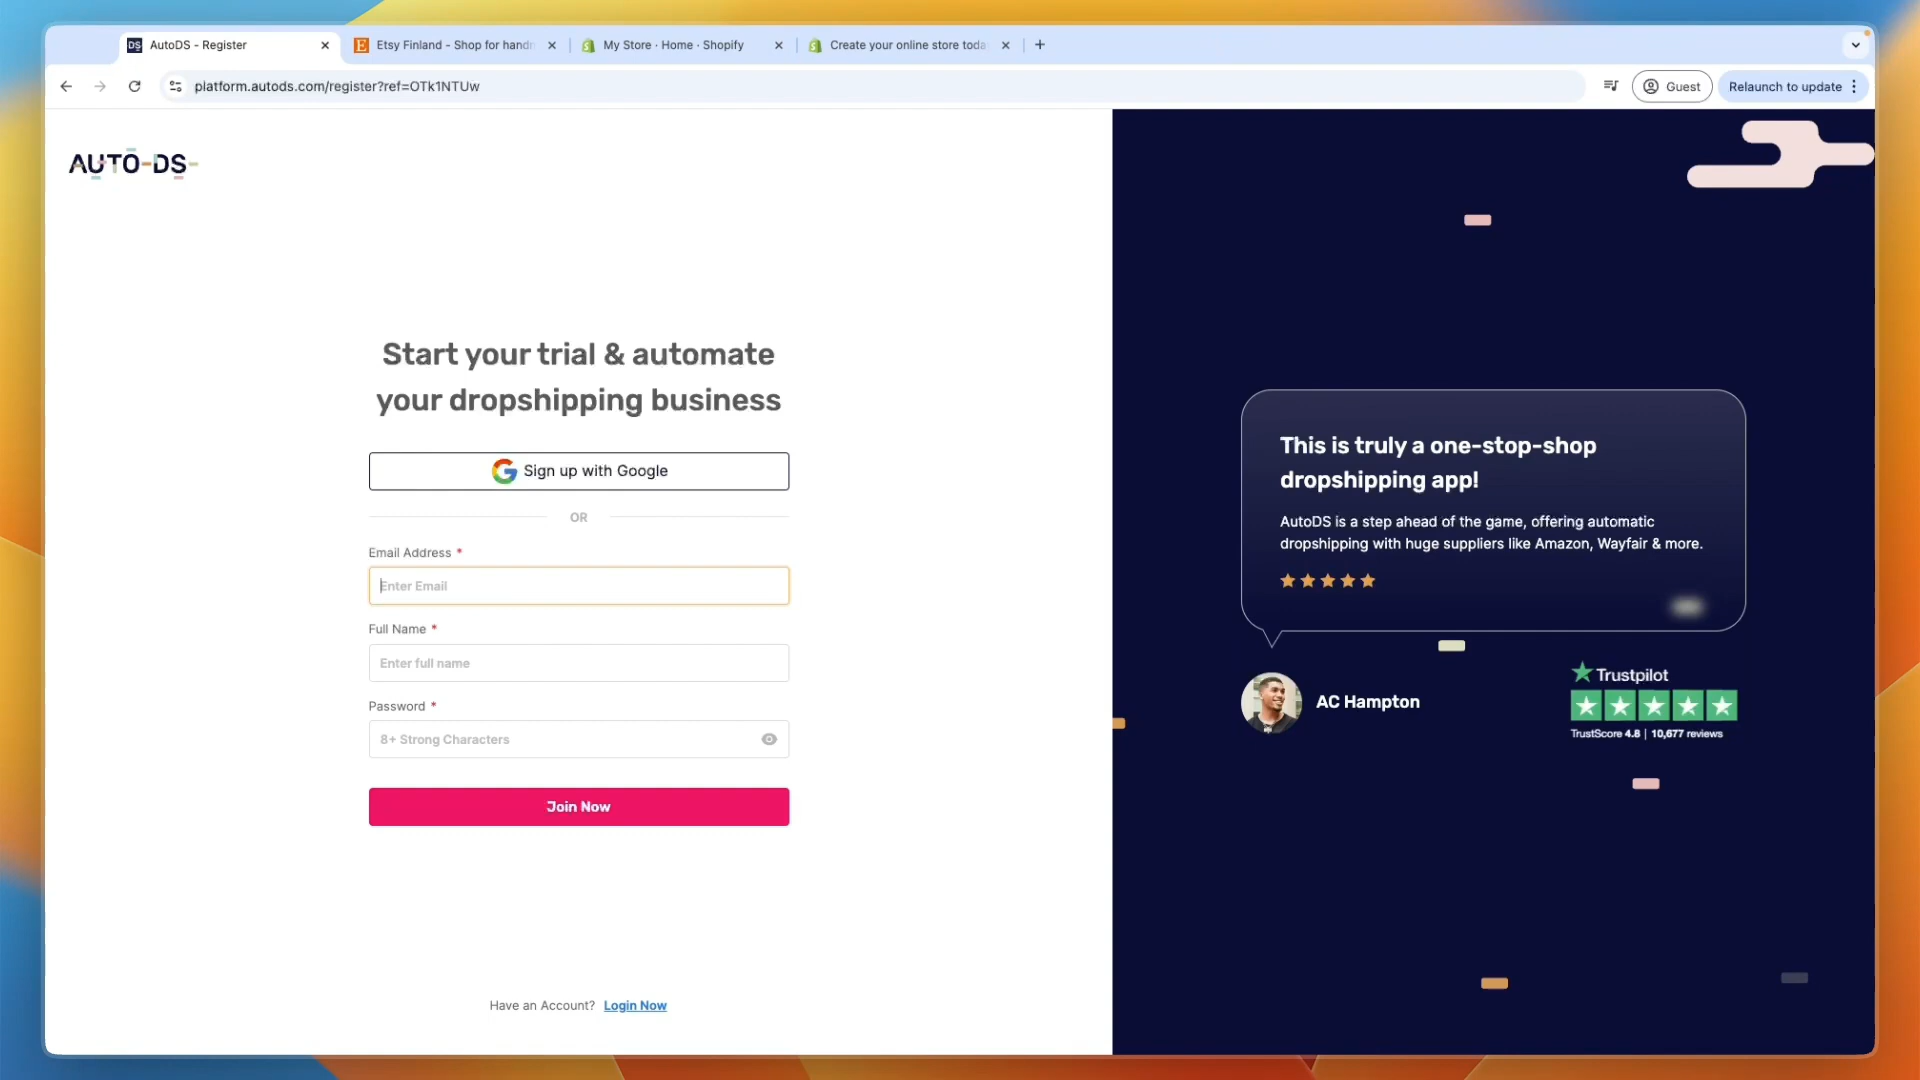 DS AutoDS - Register
Etsy Finland - Shop for handm
My Store · Home · Shopify
Create your online store toda
platform.autods.com/register?ref=OTk1NTUw
Guest
Relaunch to update
AUTO-DS
Start your trial & automate
your dropshipping business
Sign up with Google
OR
Email Address *
Enter Email
Full Name *
Enter full name
Password *
8+ Strong Characters
Join Now
Have an Account? Login Now
This is truly a one-stop-shop
dropshipping app!
AutoDS is a step ahead of the game, offering automatic
dropshipping with huge suppliers like Amazon, Wayfair & more.
AC Hampton
Trustpilot
TrustScore 4.8 | 10,677 reviews